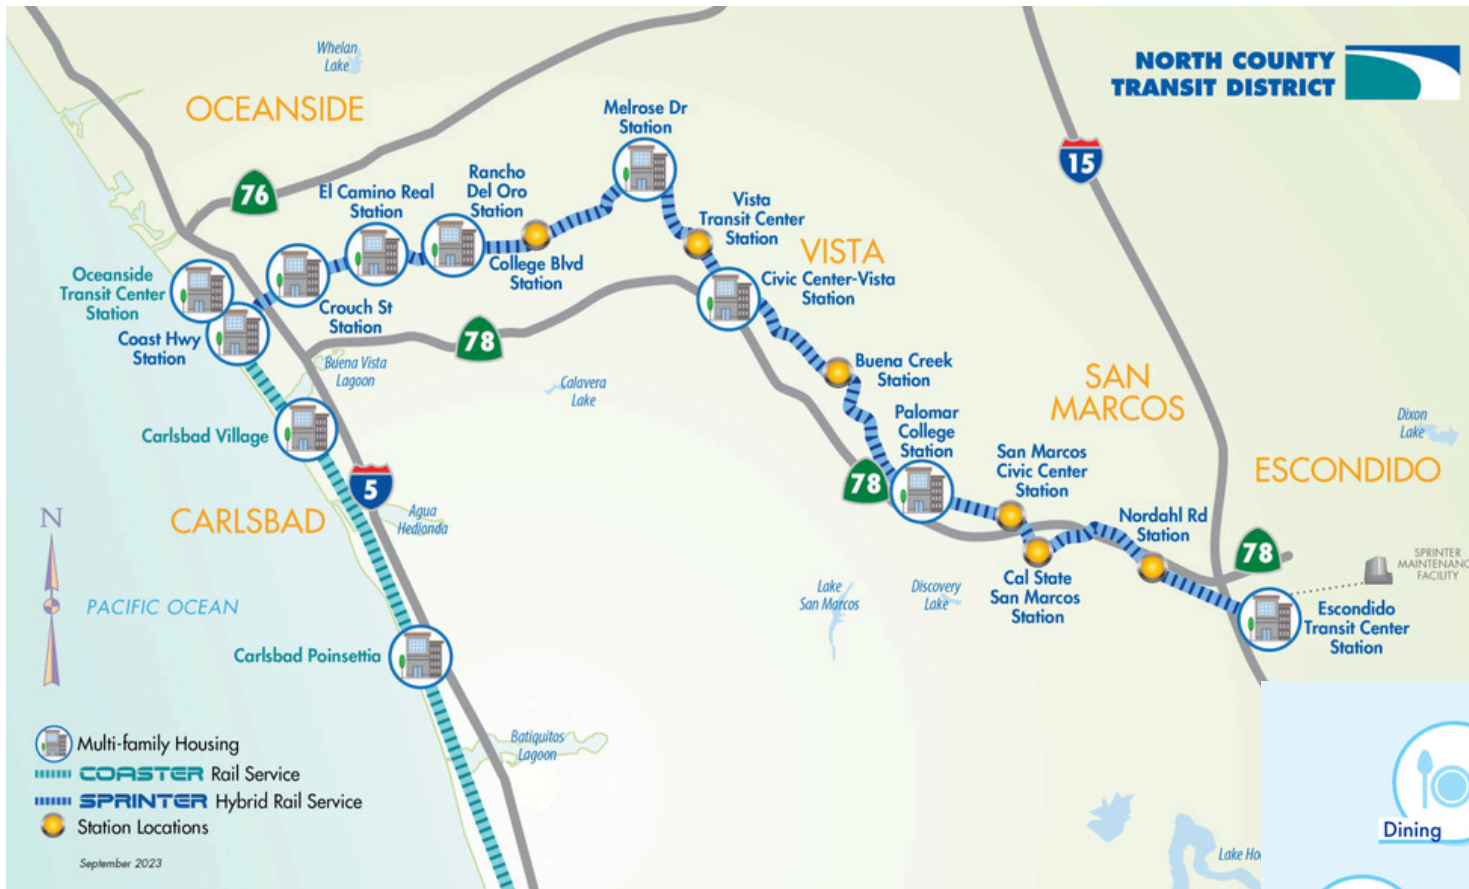 Whelan
Lake
NORTH COUNTY
TRANSIT DISTRICT
OCEANSIDE
Melrose Dr
Station
15
76
El Camino Real
Station
Rancho
Del Oro
Station
Vista
Transit Center
Station
VISTA
Oceanside
Transit Center
Station
College Blvd
Station
Civic Center-Vista
Station
Crouch St
Station
Coast Hwy
Station
78
Buena Vista
Lagoon
Calavera
Lake
Buena Creek
Station
SAN
MARCOS
Palomar
College
Station
Dixon
Lake
Carlsbad Village
San Marcos
Civic Center
Station
ESCONDIDO
5
78
CARLSBAD
Agua
Hedionda
N
Nordahl Rd
Station
78
SPRINTER
MAINTENANC
FACILITY
PACIFIC OCEAN
Lake
San Marcos
Discovery
Lake
Cal State
San Marcos
Station
Escondido
Transit Center
Station
Carlsbad Poinsettia
Batiquitos
Lagoon
Multi-family Housing
COASTER Rail Service
SPRINTER Hybrid Rail Service
Station Locations
September 2023
Dining
Lake Ho